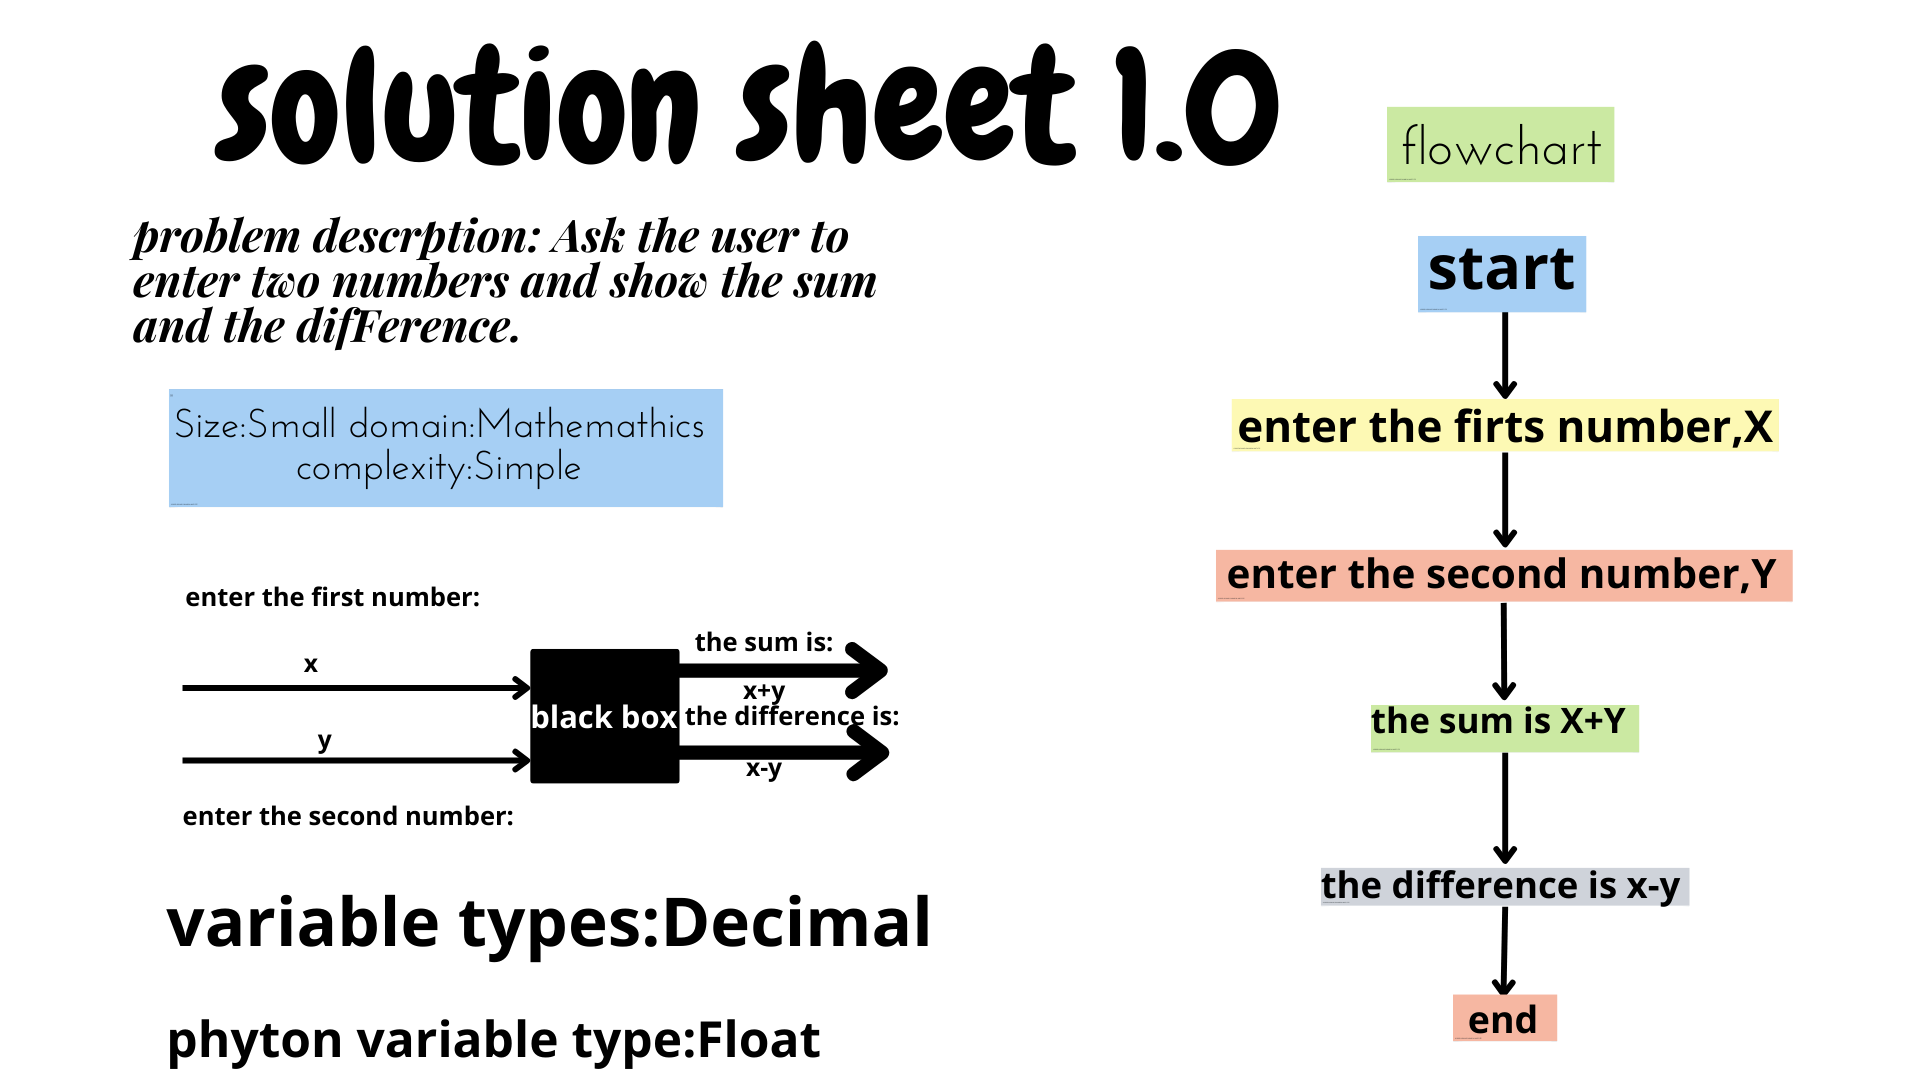 solution sheet 1.0
problem descrption: Ask the user to
enter two numbers and show the sum
and the difFerence.
Size:Small domain:Mathemathics
complexity:Simple
enter the first number:
x
y
enter the second number:
black box
the sum is:
x+y
the difference is:
x-y
variable types:Decimal
phyton variable type:Float
flowchart
start
enter the firts number,X
enter the second number,Y
the sum is X+Y
the difference is x-y
end